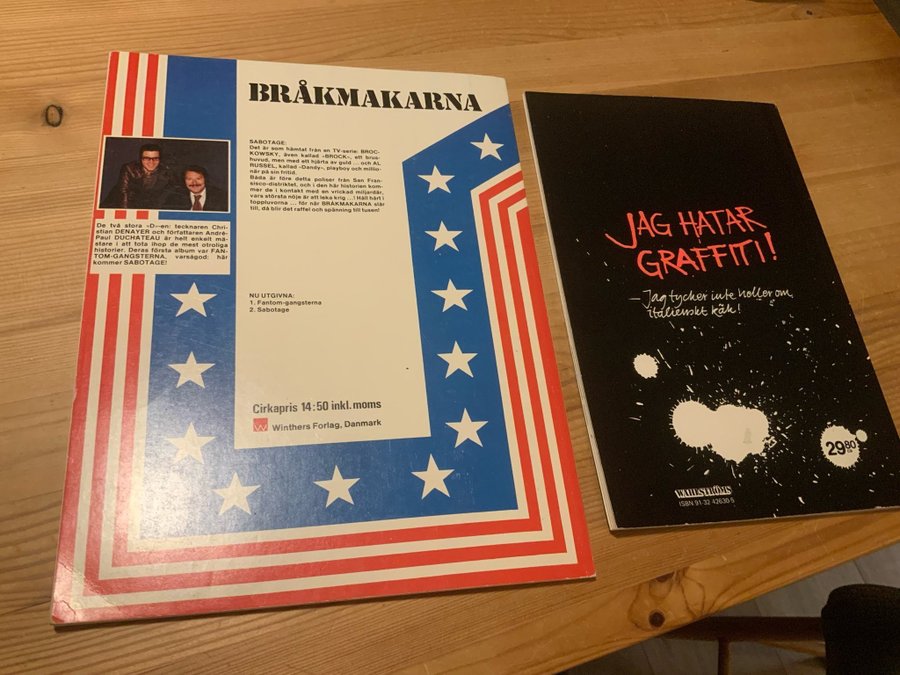 BRÅKMAKARNA
SABOTAGE:
Det är som hämtat från en TV-serie: BROC-
KOWSKY, även kallad »BROCK«, ett brus-
huvud, men med ett hjärta av guld ... och AL
RUSSEL, kallad »Dandy«, playboy och millio-
när på sin fritid.
Båda är före detta poliser från San Fran-
sisco-distriktet, och i den här historien kom-
mer de i kontakt med en vrickad miljardär,
vars största nöje är att leka krig ...! Håll hårt i
toppluvorna ... för när BRÅKMAKARNA slår
till, då blir det raffel och spänning till tusen!
De två stora »D«-en: tecknaren Chri-
stian DENAYER och författaren André-
Paul DUCHATEAU är helt enkelt mä-
stare i att tota ihop de mest otroliga
historier. Deras första album var FAN-
TOM-GANGSTERNA, varsågod: här
kommer SABOTAGE!
NU UTGIVNA:
1. Fantom-gangsterna
2. Sabotage
Cirkapris 14:50 inkl. moms
W Winthers Forlag, Danmark
JAG HATAR
GRAFFITI!
– Jag tycker inte heller om
italienskt käk!
2980
WAHLSTRÖMS
ISBN 91-32-42630-5